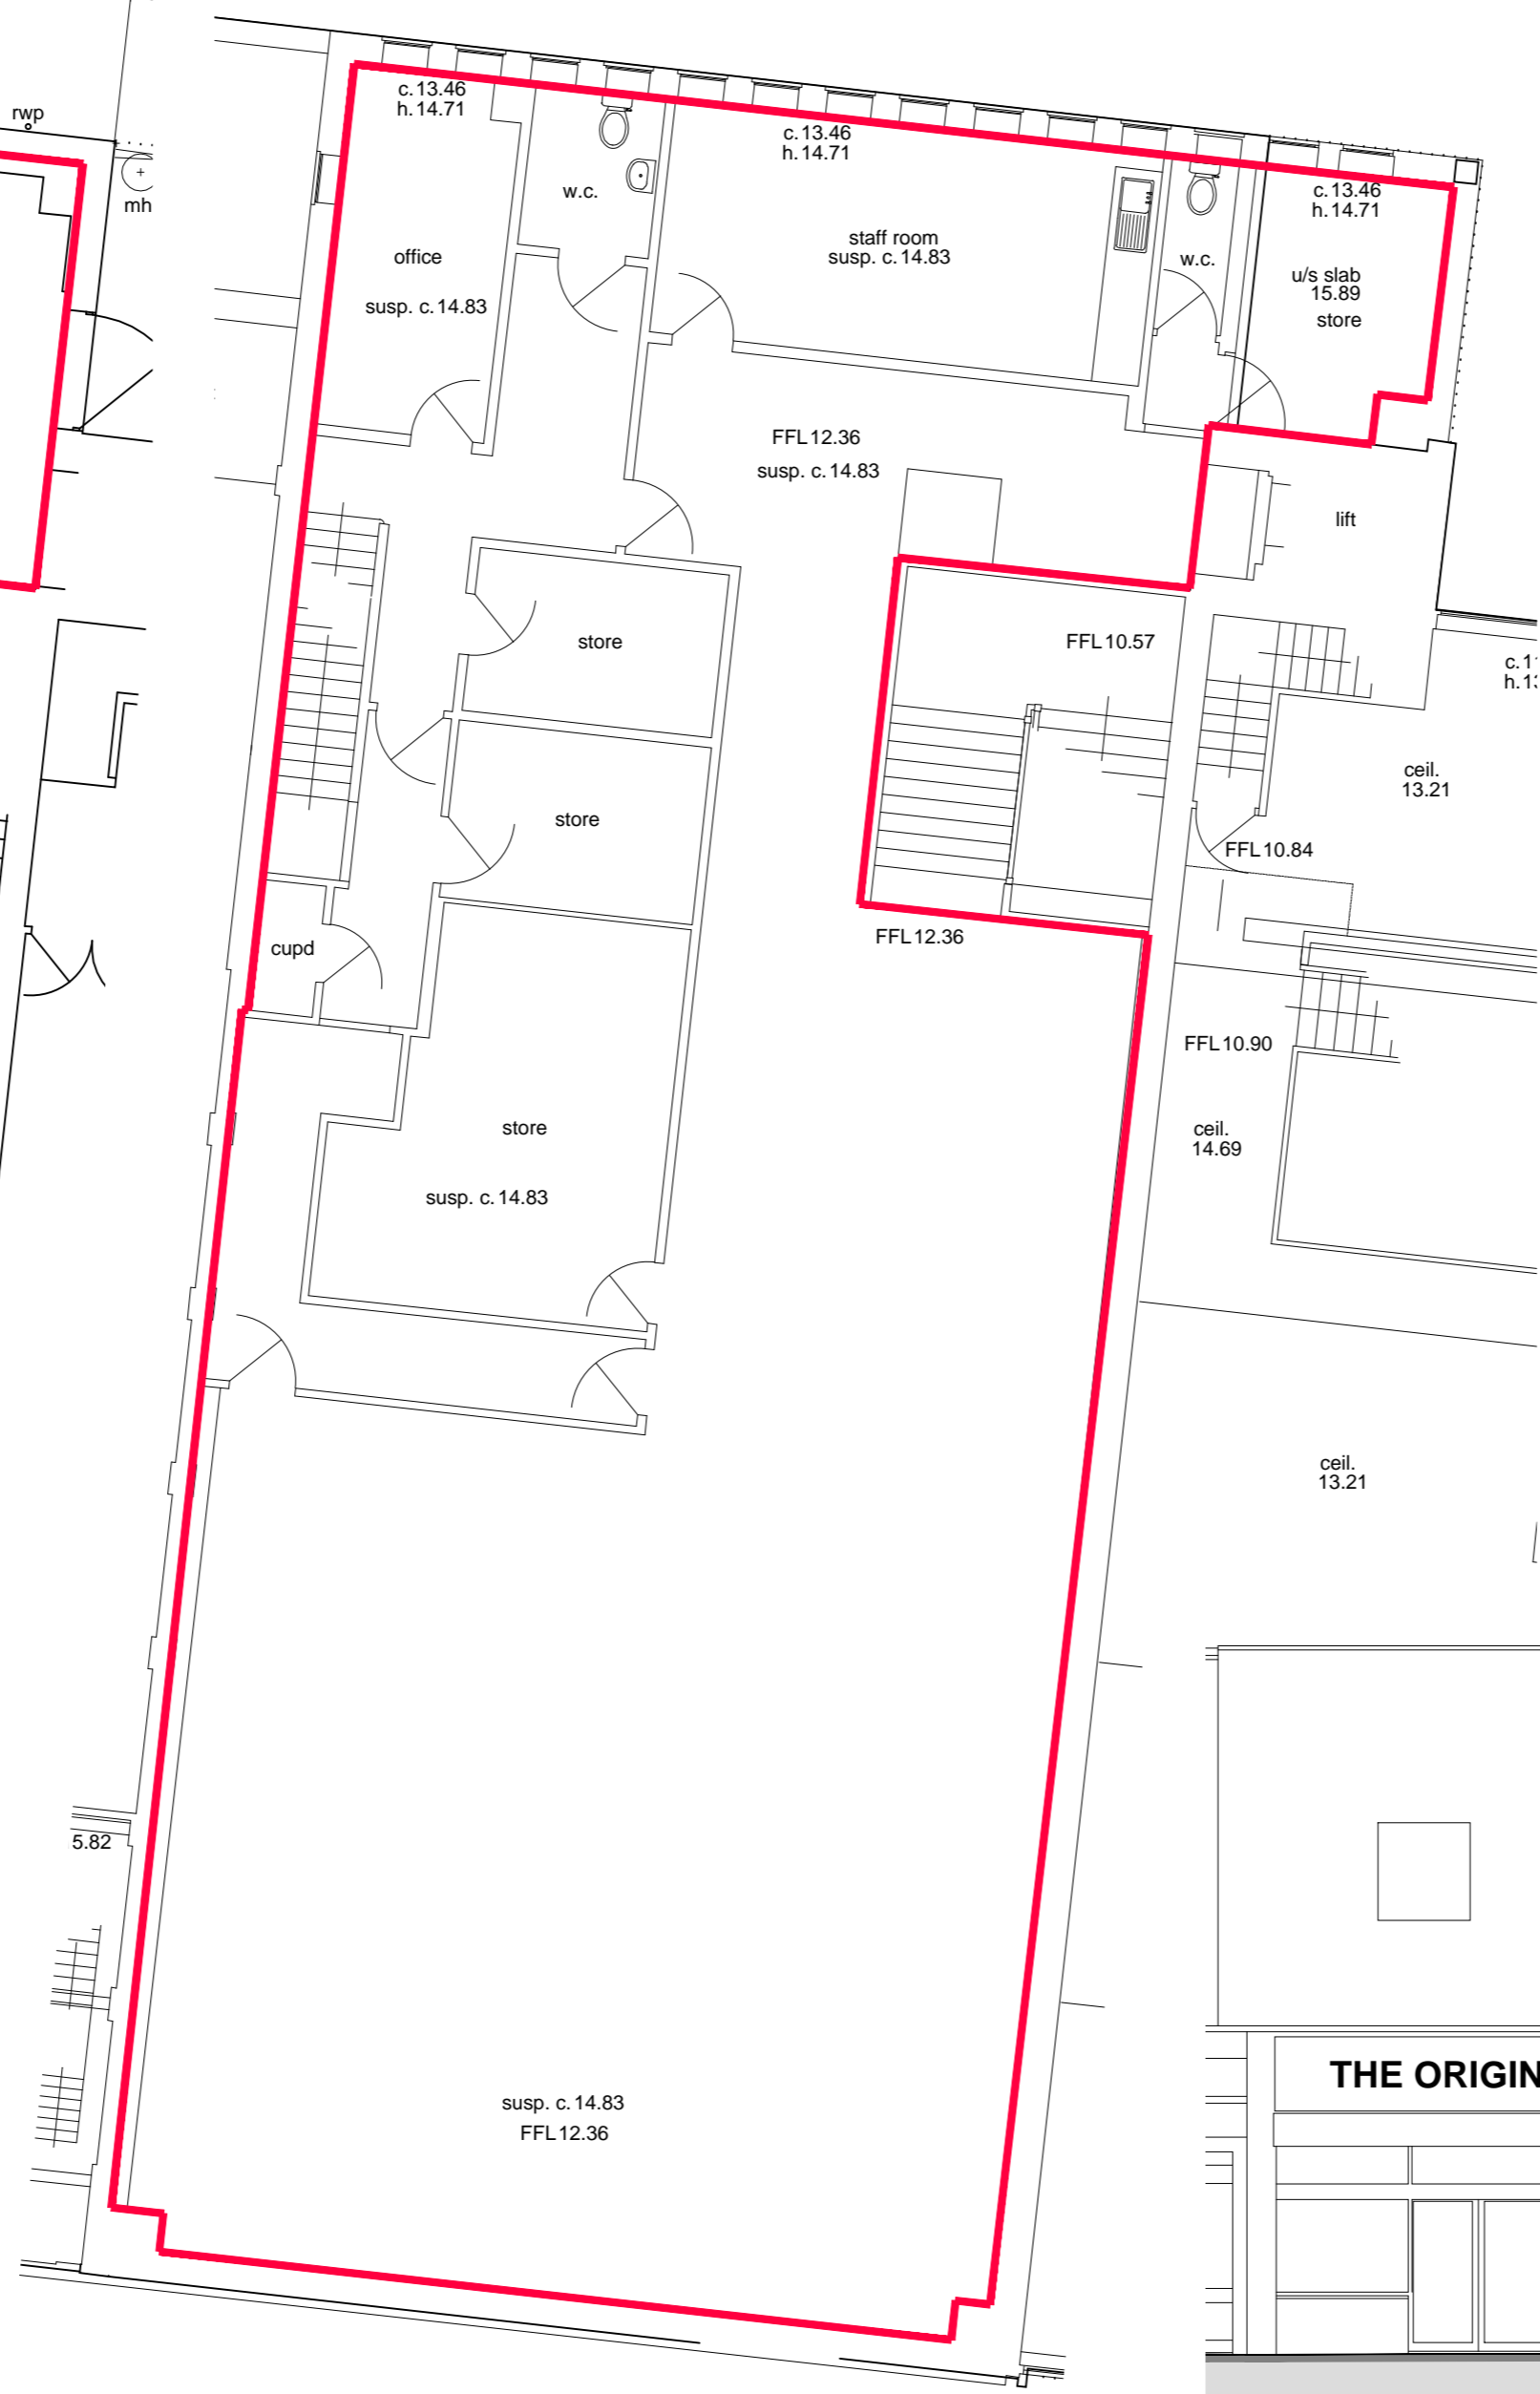 c. 13.46
h. 14.71
rwp
mh
w.c.
c. 13.46
h. 14.71
staff room
susp. c. 14.83
w.c.
c. 13.46
h. 14.71
u/s slab
15.89
store
office
susp. c. 14.83
FFL 12.36
susp. c. 14.83
lift
store
FFL 10.57
ceil.
13.21
store
FFL 10.84
cupd
FFL 12.36
FFL 10.90
store
ceil.
14.69
susp. c. 14.83
ceil.
13.21
5.82
THE ORIGIN
susp. c. 14.83
FFL 12.36